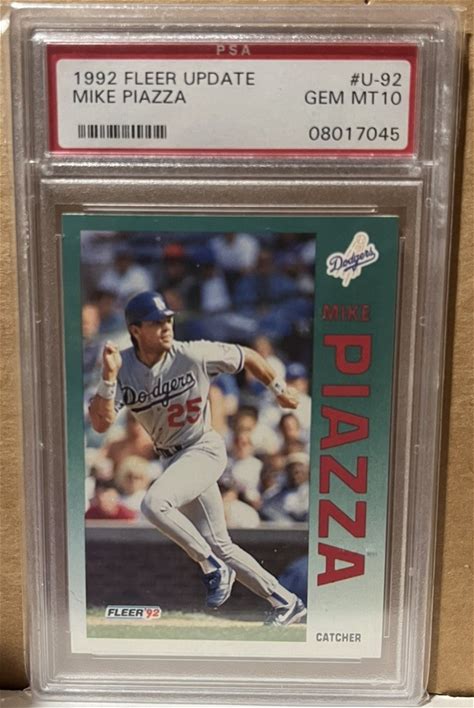 PSA
1992 FLEER UPDATE #U-92
MIKE PIAZZA GEM MT10
08017045
Dodgers
MIKE
PIAZZA
Dodgers
25
FLEER '92
CATCHER